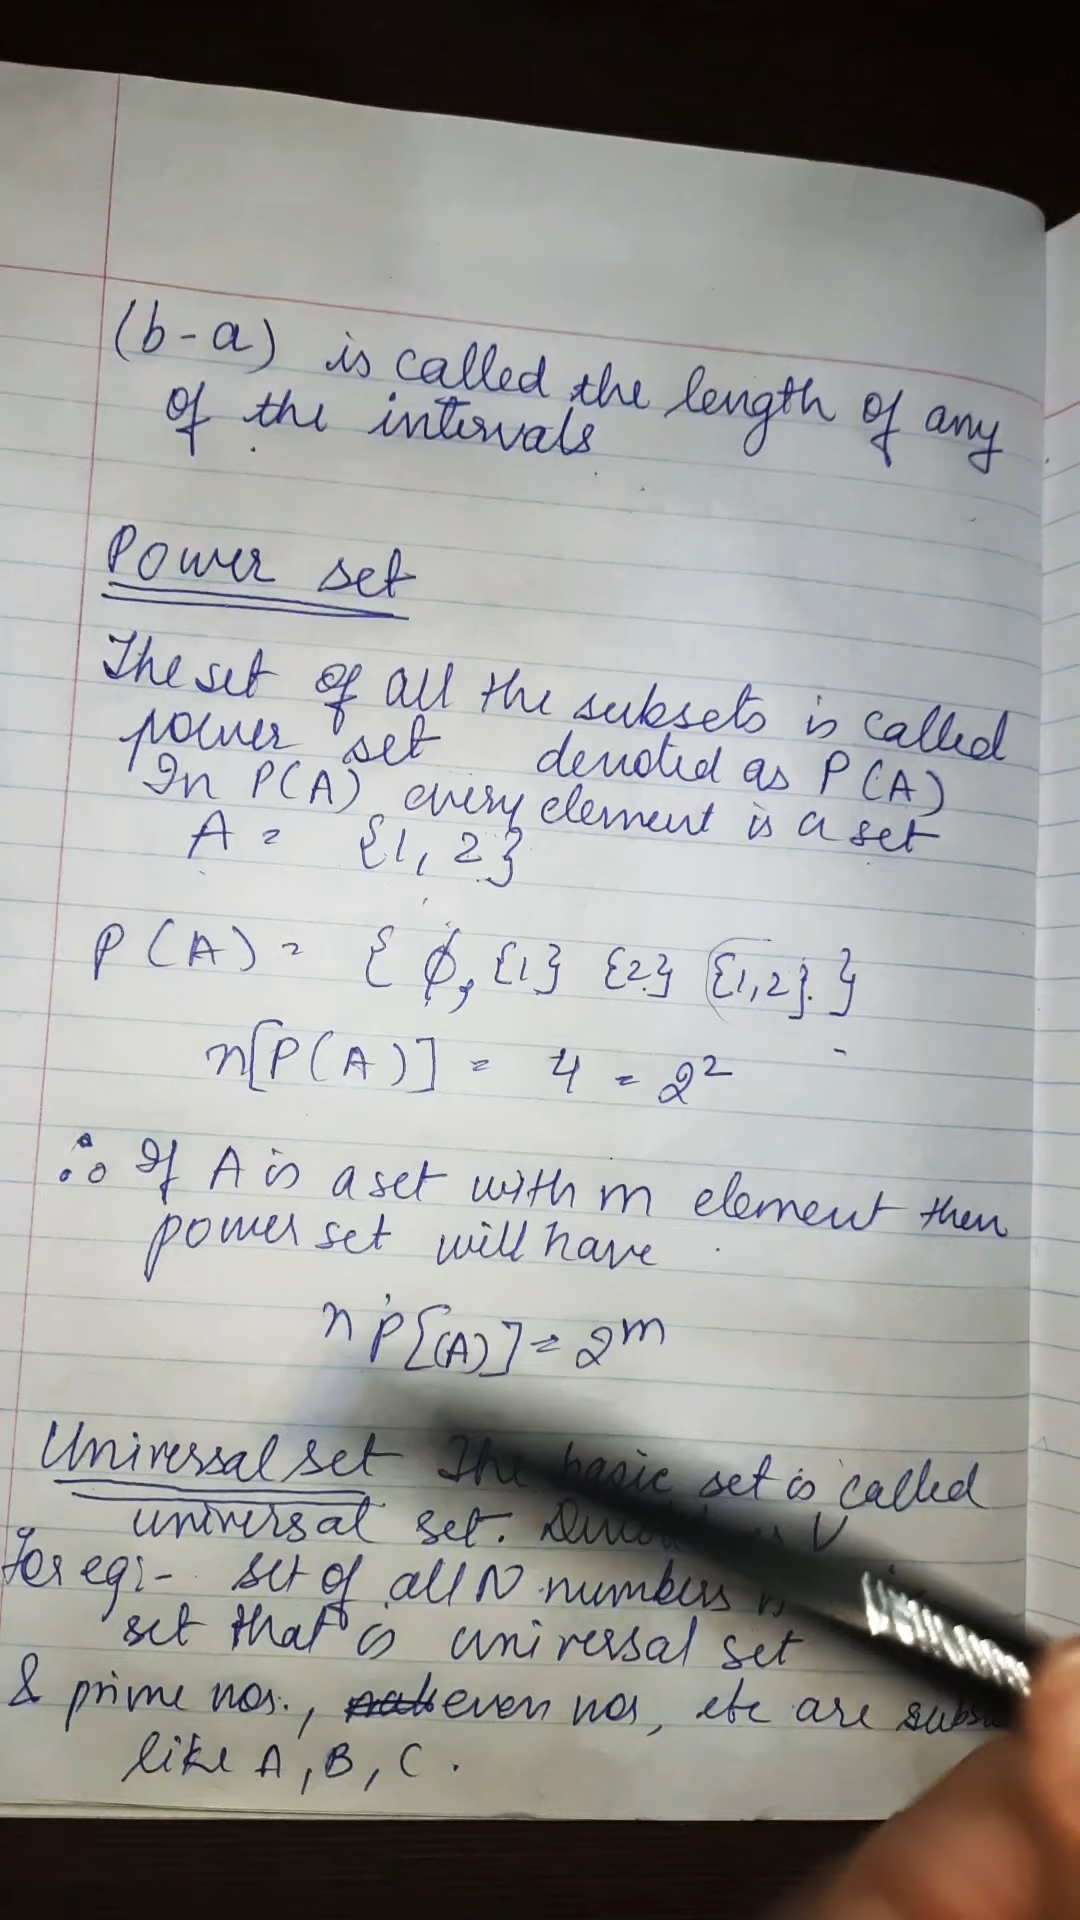 (b-a) is called the length of any
of the intervals
Power set
The set of all the subsets is called
power set denoted as P(A)
In P(A) every element is a set
A = {1, 2}
P(A) = { ϕ, {1} {2} {1,2} }
n[P(A)] = 4 = 2²
∴ If A is a set with m element then
power set will have
n P[(A)] = 2ᵐ
Universal set The basic set is called
universal set. U
For eg:- set of all N numbers
set that is universal set
& prime nos., even nos, etc are
like A, B, C.